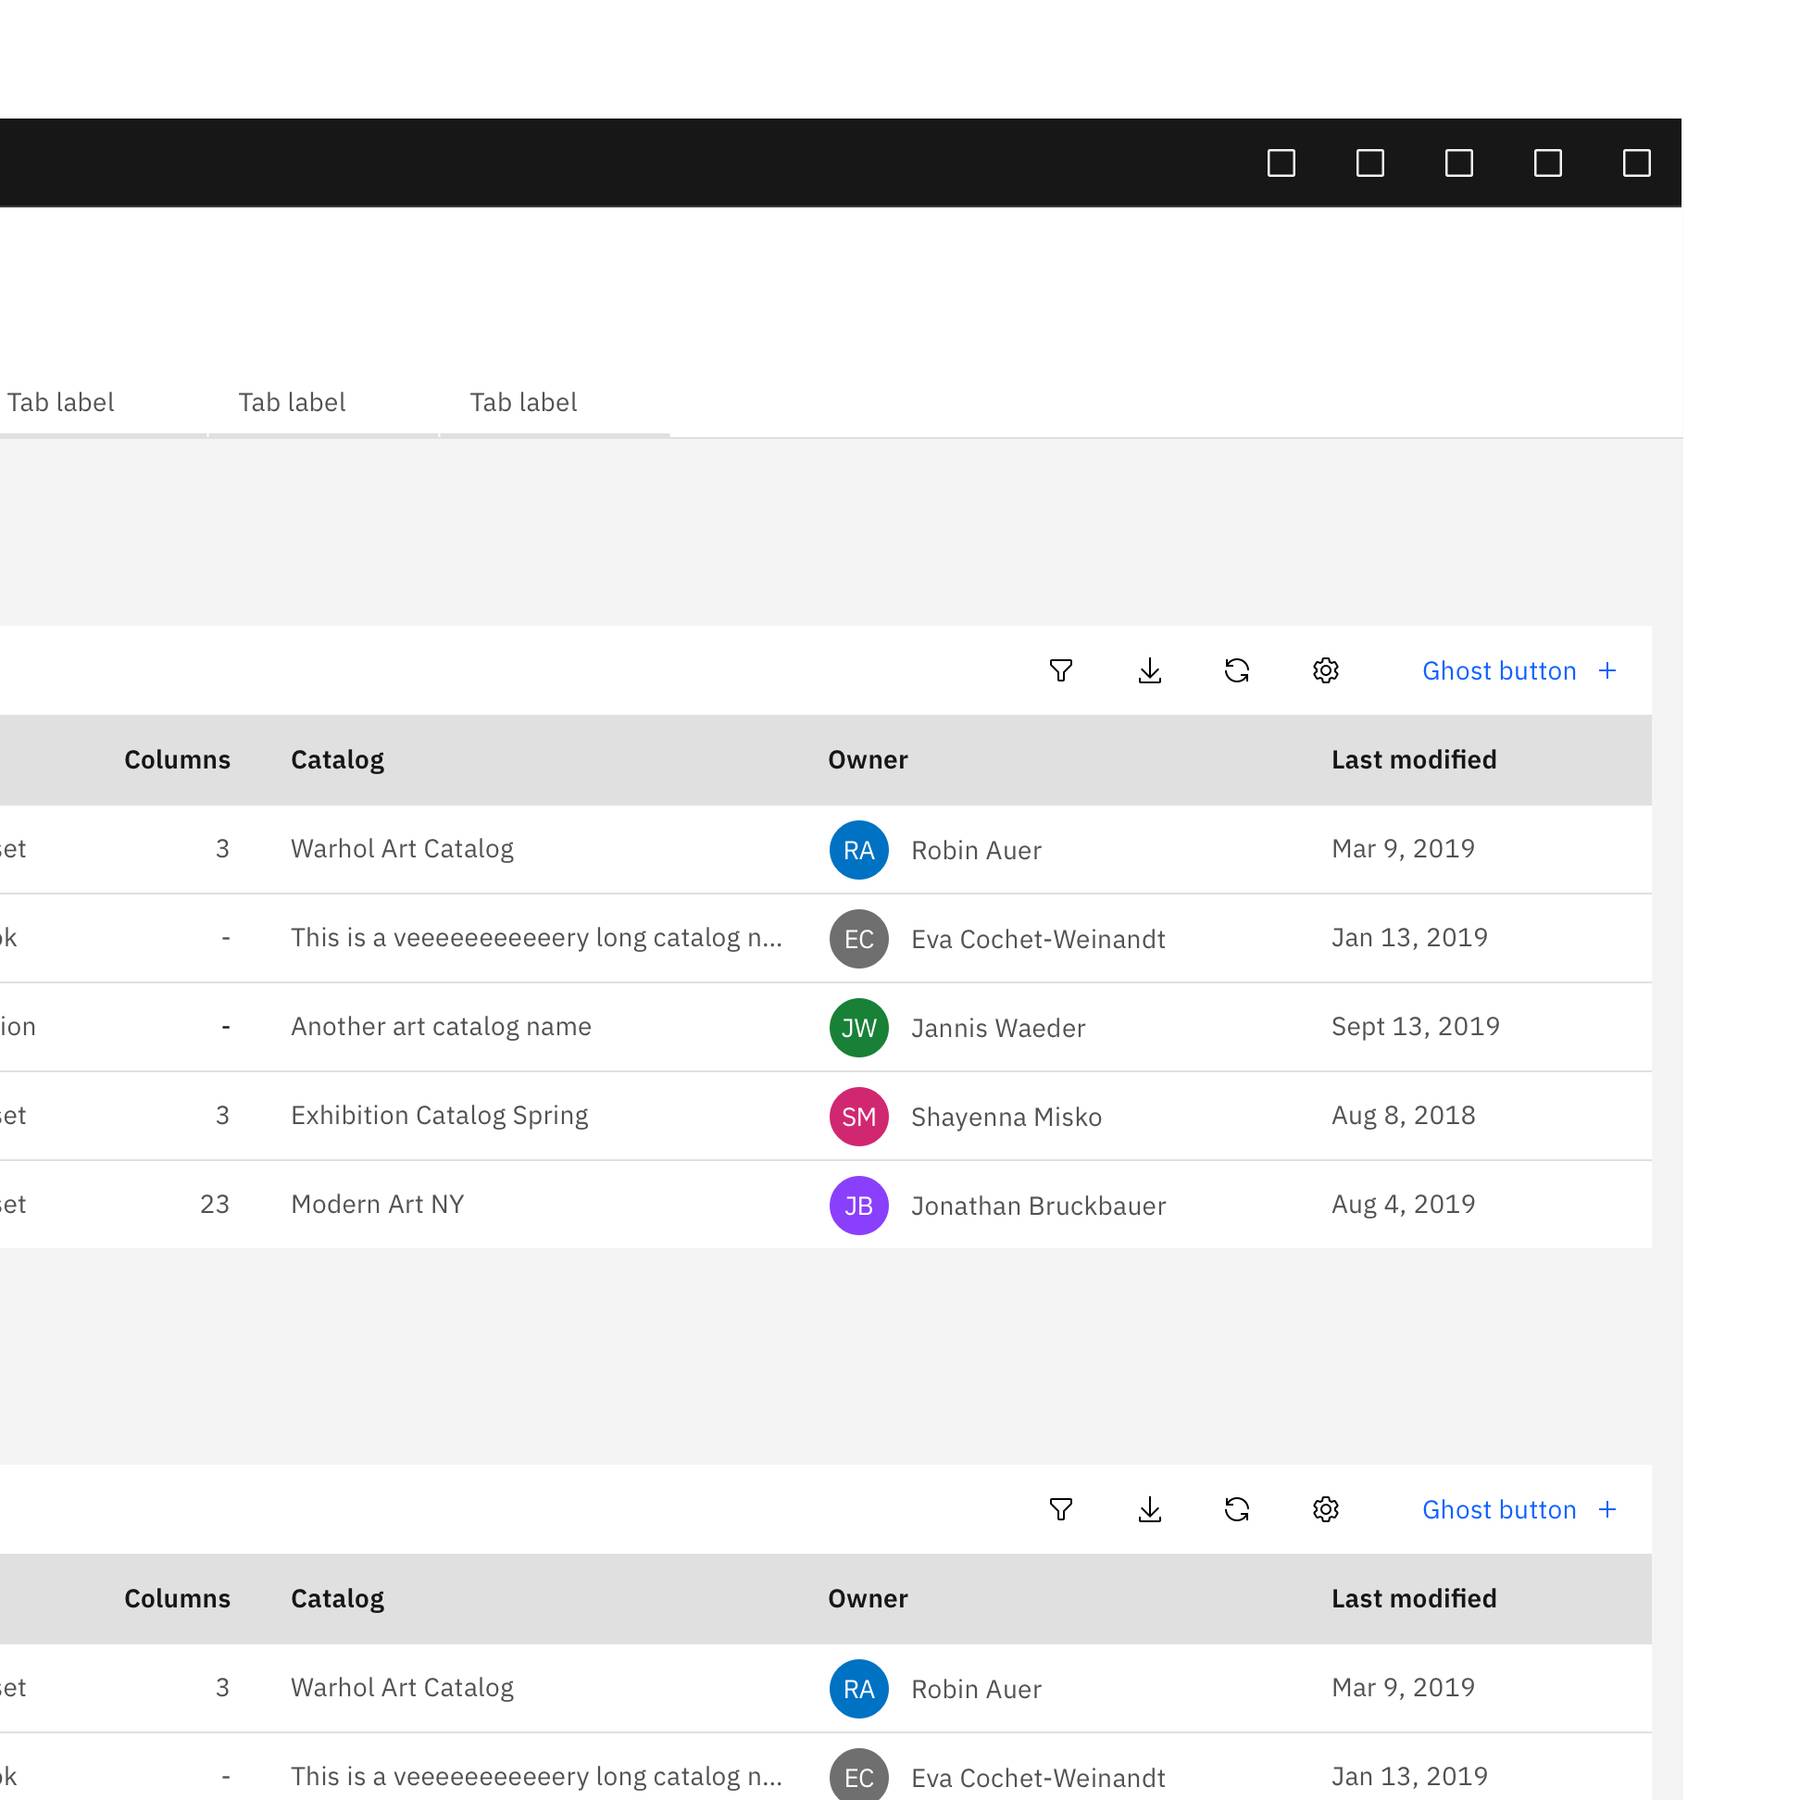 Tab label Tab label Tab label
Ghost button +
Columns Catalog Owner Last modified
set 3 Warhol Art Catalog RA Robin Auer Mar 9, 2019
ok - This is a veeeeeeeeeeery long catalog n... EC Eva Cochet-Weinandt Jan 13, 2019
ion - Another art catalog name JW Jannis Waeder Sept 13, 2019
set 3 Exhibition Catalog Spring SM Shayenna Misko Aug 8, 2018
set 23 Modern Art NY JB Jonathan Bruckbauer Aug 4, 2019
Ghost button +
Columns Catalog Owner Last modified
set 3 Warhol Art Catalog RA Robin Auer Mar 9, 2019
ok - This is a veeeeeeeeeeery long catalog n... EC Eva Cochet-Weinandt Jan 13, 2019